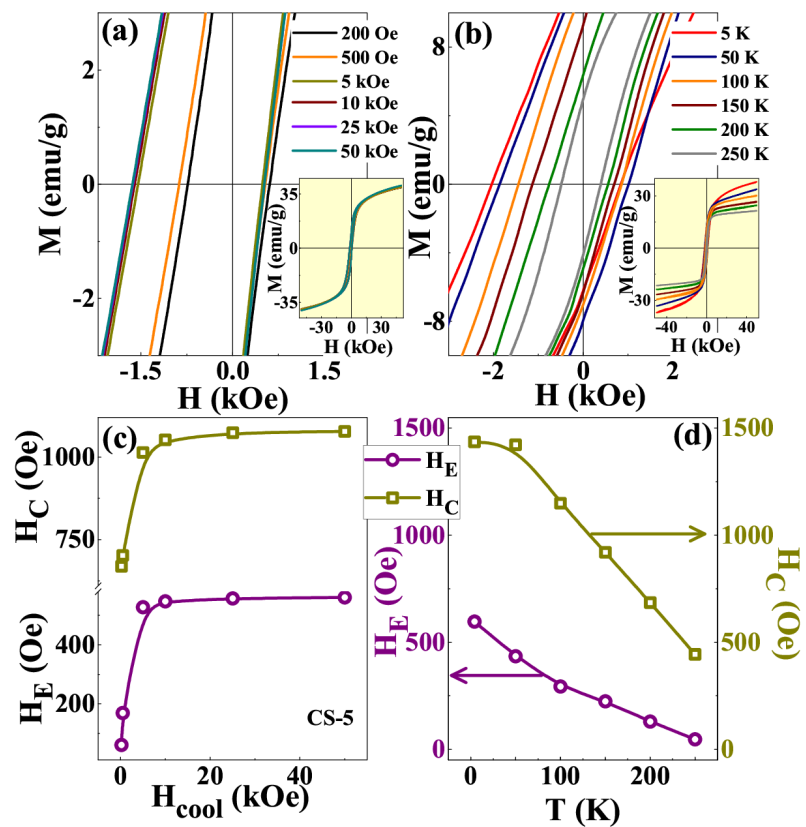 (a)
200 Oe
500 Oe
5 kOe
10 kOe
25 kOe
50 kOe
M (emu/g)
2
0
-2
-1.5
0.0
1.5
H (kOe)
M (emu/g)
35
0
-35
-40
0
40
H (kOe)
(b)
5 K
50 K
100 K
150 K
200 K
250 K
M (emu/g)
8
0
-8
-2
0
2
H (kOe)
M (emu/g)
30
0
-30
-40
0
40
H (kOe)
(c)
H_C (Oe)
1000
750
H_E (Oe)
400
200
CS-5
0
20
40
H_cool (kOe)
H_E
H_C
(d)
H_E (Oe)
1500
1000
500
0
1500
1000
500
0
H_C (Oe)
0
100
200
T (K)